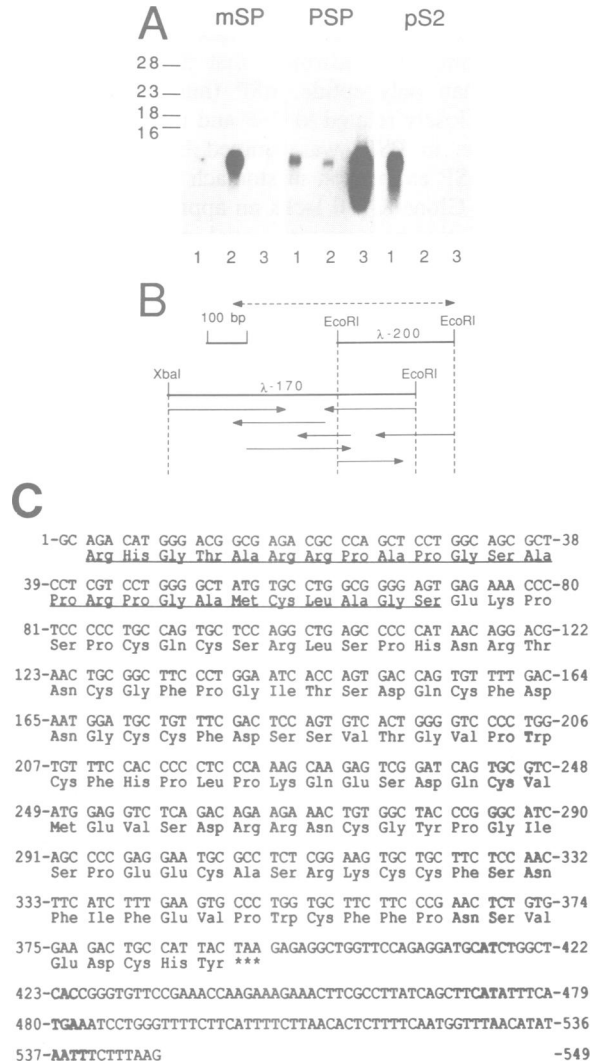 A
mSP PSP pS2
28
23
18
16
1 2 3 1 2 3 1 2 3
B
100 bp
EcoRI
EcoRI
λ-200
XbaI
EcoRI
λ-170
C
1-GC AGA CAT GGG ACG GCG AGA CGC CCA GCT CCT GGC AGC GCT-38
Arg His Gly Thr Ala Arg Arg Pro Ala Pro Gly Ser Ala
39-CCT CGT CCT GGG GCT ATG TGC CTG GCG GGG AGT GAG AAA CCC-80
Pro Arg Pro Gly Ala Met Cys Leu Ala Gly Ser Glu Lys Pro
81-TCC CCC TGC CAG TGC TCC AGG CTG AGC CCC CAT AAC AGG ACG-122
Ser Pro Cys Gln Cys Ser Arg Leu Ser Pro His Asn Arg Thr
123-AAC TGC GGC TTC CCT GGA ATC ACC AGT GAC CAG TGT TTT GAC-164
Asn Cys Gly Phe Pro Gly Ile Thr Ser Asp Gln Cys Phe Asp
165-AAT GGA TGC TGT TTC GAC TCC AGT GTC ACT GGG GTC CCC TGG-206
Asn Gly Cys Cys Phe Asp Ser Ser Val Thr Gly Val Pro Trp
207-TGT TTC CAC CCC CTC CCA AAG CAA GAG TCG GAT CAG TGC GTC-248
Cys Phe His Pro Leu Pro Lys Gln Glu Ser Asp Gln Cys Val
249-ATG GAG GTC TCA GAC AGA AGA AAC TGT GGC TAC CCG GGC ATC-290
Met Glu Val Ser Asp Arg Arg Asn Cys Gly Tyr Pro Gly Ile
291-AGC CCC GAG GAA TGC GCC TCT CGG AAG TGC TGC TTC TCC AAC-332
Ser Pro Glu Glu Cys Ala Ser Arg Lys Cys Cys Phe Ser Asn
333-TTC ATC TTT GAA GTG CCC TGG TGC TTC TTC CCG AAC TCT GTG-374
Phe Ile Phe Glu Val Pro Trp Cys Phe Phe Pro Asn Ser Val
375-GAA GAC TGC CAT TAC TAA GAGAGGCTGGTTCCAGAGGATGCATCTGGCT-422
Glu Asp Cys His Tyr ***
423-CACCGGGTGTTCCGAAACCAAGAAAGAAACTTCGCCTTATCAGCTTCATATTTCA-479
480-TGAAATCCTGGGTTTTCTTCATTTTCTTAACACTCTTTTCAATGGTTTAACATAT-536
537-AATTTCTTTAAG -549